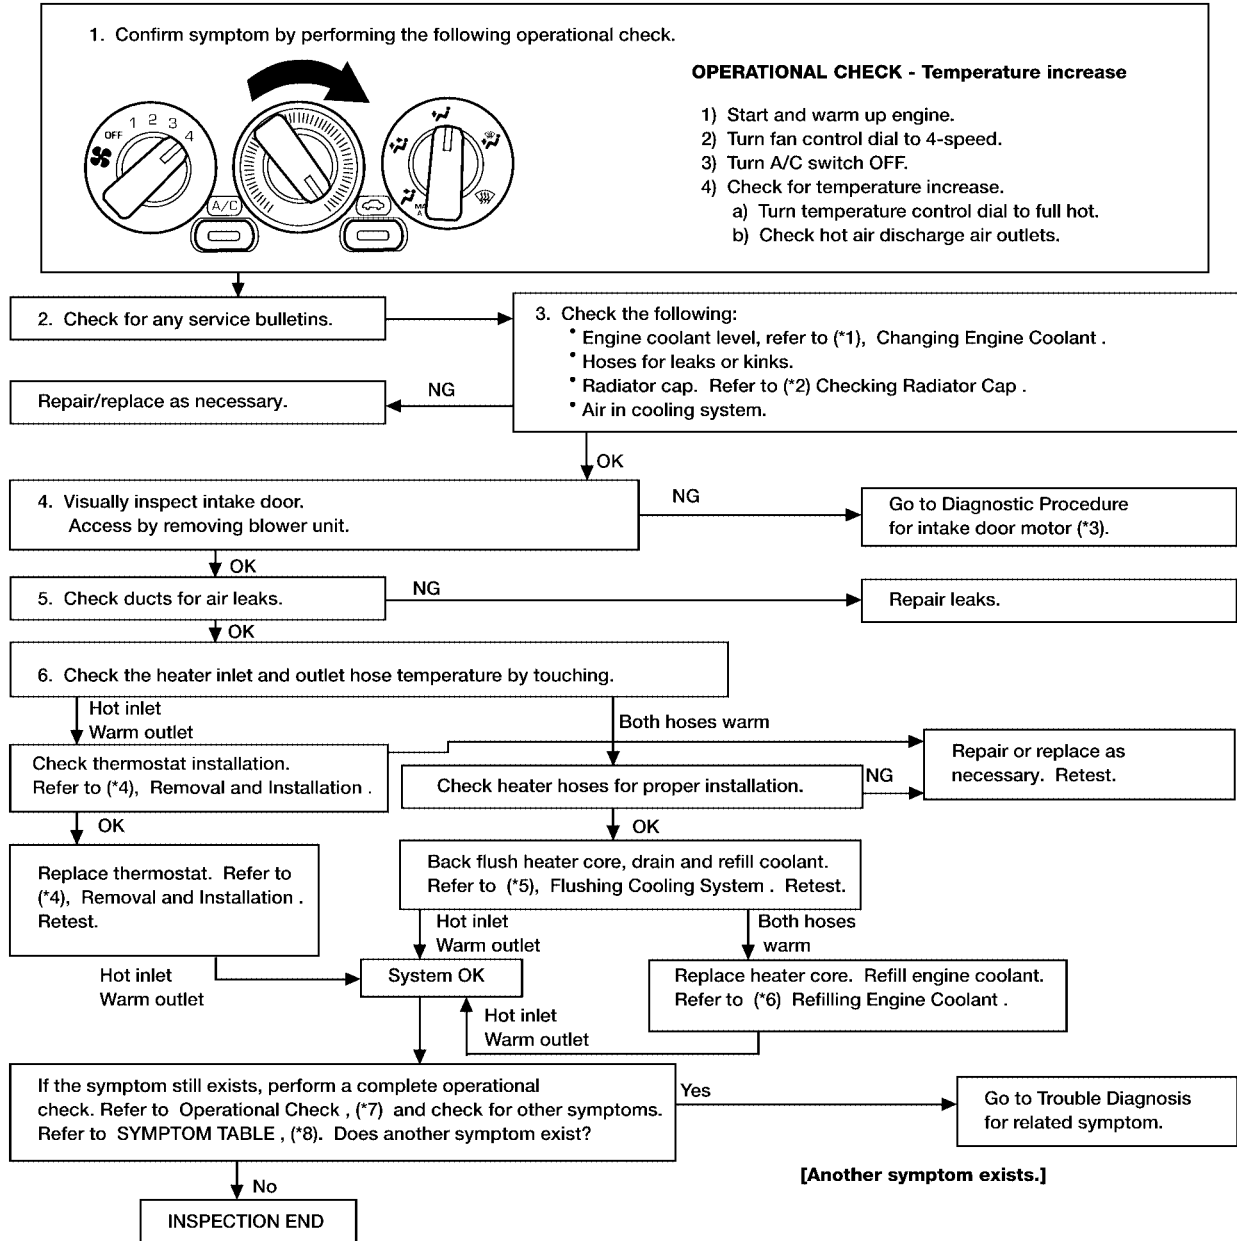 1. Confirm symptom by performing the following operational check.
OFF
1
2
3
4
A/C
MA
A
OPERATIONAL CHECK - Temperature increase
1) Start and warm up engine.
2) Turn fan control dial to 4-speed.
3) Turn A/C switch OFF.
4) Check for temperature increase.
a) Turn temperature control dial to full hot.
b) Check hot air discharge air outlets.
2. Check for any service bulletins.
3. Check the following:
• Engine coolant level, refer to (*1), Changing Engine Coolant .
• Hoses for leaks or kinks.
• Radiator cap. Refer to (*2) Checking Radiator Cap .
• Air in cooling system.
NG
Repair/replace as necessary.
OK
4. Visually inspect intake door.
Access by removing blower unit.
NG
Go to Diagnostic Procedure
for intake door motor (*3).
OK
5. Check ducts for air leaks.
NG
Repair leaks.
OK
6. Check the heater inlet and outlet hose temperature by touching.
Hot inlet
Warm outlet
Both hoses warm
Check thermostat installation.
Refer to (*4), Removal and Installation .
Check heater hoses for proper installation.
NG
Repair or replace as
necessary. Retest.
OK
OK
Replace thermostat. Refer to
(*4), Removal and Installation .
Retest.
Back flush heater core, drain and refill coolant.
Refer to (*5), Flushing Cooling System . Retest.
Hot inlet
Warm outlet
Both hoses
warm
Hot inlet
Warm outlet
System OK
Replace heater core. Refill engine coolant.
Refer to (*6) Refilling Engine Coolant .
Hot inlet
Warm outlet
If the symptom still exists, perform a complete operational
check. Refer to Operational Check , (*7) and check for other symptoms.
Refer to SYMPTOM TABLE , (*8). Does another symptom exist?
Yes
Go to Trouble Diagnosis
for related symptom.
[Another symptom exists.]
No
INSPECTION END